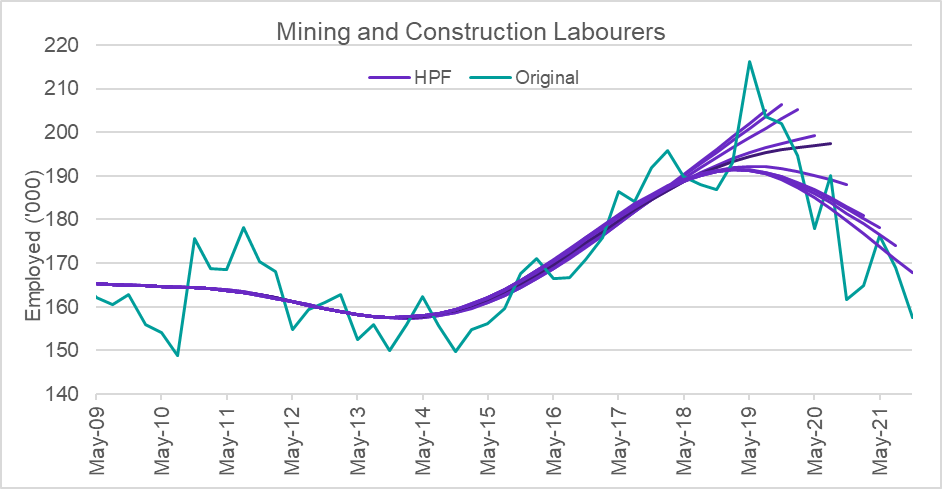 Mining and Construction Labourers
HPF Original
Employed ('000)
220
210
200
190
180
170
160
150
140
May-09
May-10
May-11
May-12
May-13
May-14
May-15
May-16
May-17
May-18
May-19
May-20
May-21